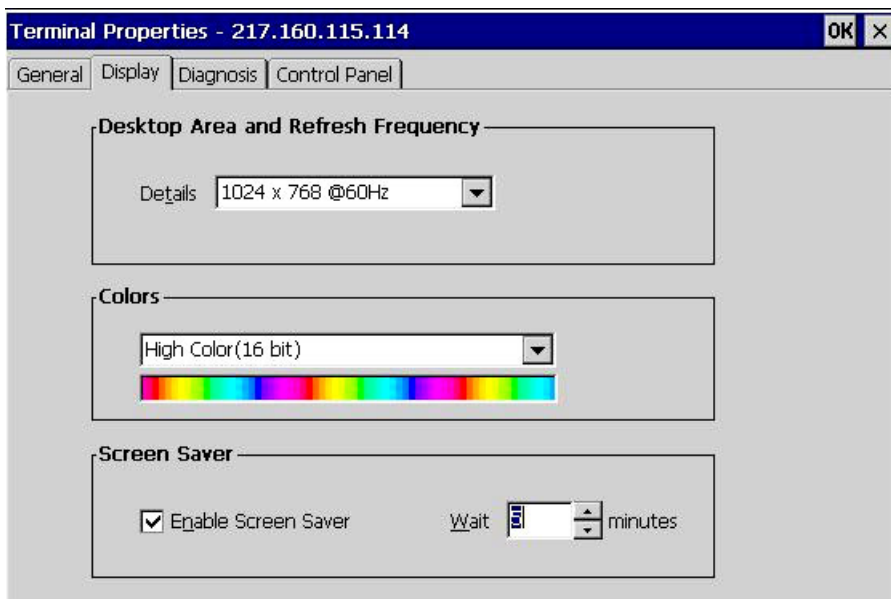 Terminal Properties - 217.160.115.114 OK
General Display Diagnosis Control Panel
Desktop Area and Refresh Frequency
Details 1024 x 768 @60Hz
Colors
High Color(16 bit)
Screen Saver
Enable Screen Saver Wait minutes